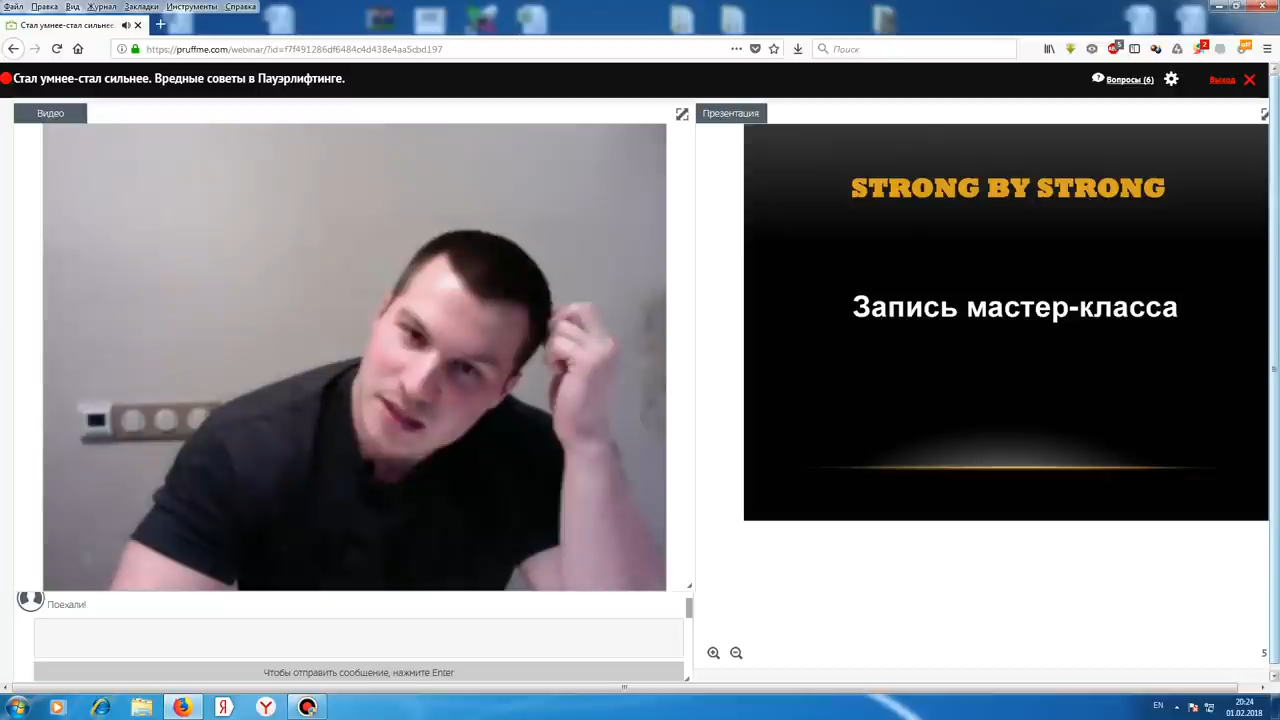 Файл Правка Вид Журнал Закладки Инструменты Справка
Стал умнее-стал сильнее.
https://pruffme.com/webinar/?id=f7f491286df6484c4d438e4aa5cbd197
Поиск
Стал умнее-стал сильнее. Вредные советы в Пауэрлифтинге.
Вопросы (6)
Выход
Видео
Презентация
STRONG BY STRONG
Запись мастер-класса
Поехали!
Чтобы отправить сообщение, нажмите Enter
5
EN
20:24
01.02.2018